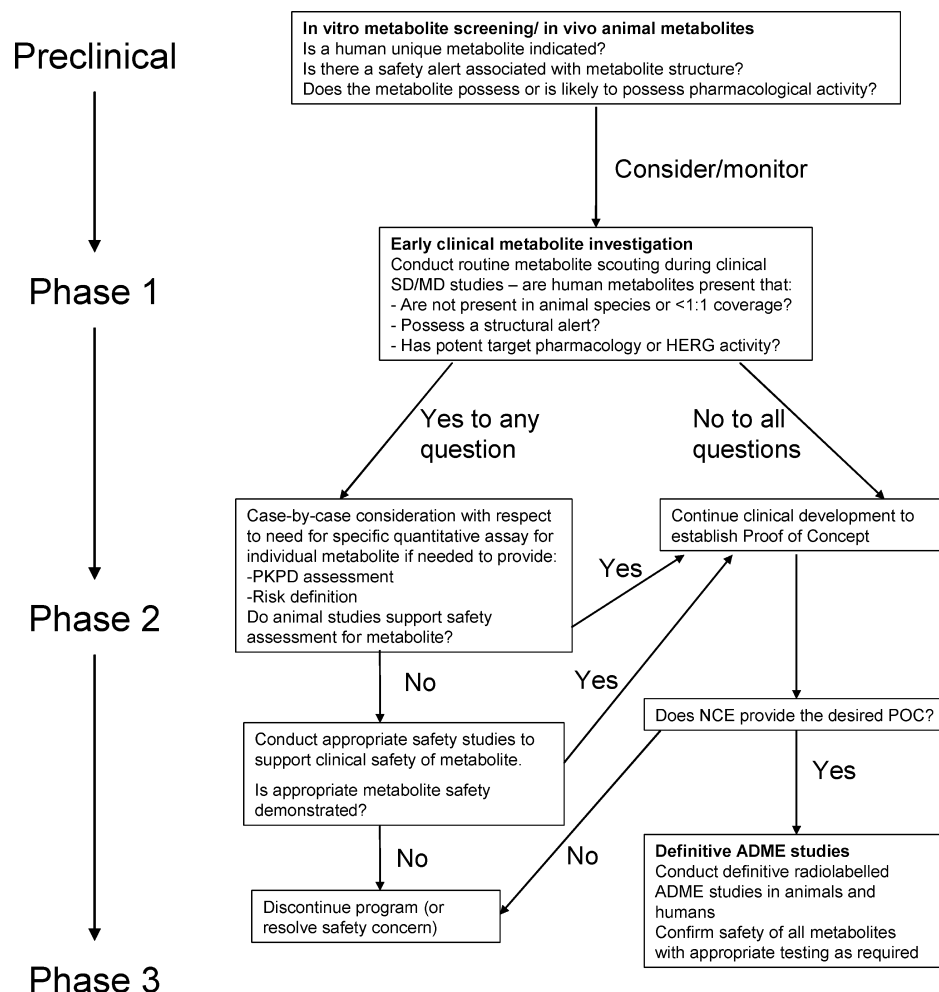 Preclinical
In vitro metabolite screening/ in vivo animal metabolites
Is a human unique metabolite indicated?
Is there a safety alert associated with metabolite structure?
Does the metabolite possess or is likely to possess pharmacological activity?
Consider/monitor
Phase 1
Early clinical metabolite investigation
Conduct routine metabolite scouting during clinical
SD/MD studies – are human metabolites present that:
- Are not present in animal species or <1:1 coverage?
- Possess a structural alert?
- Has potent target pharmacology or HERG activity?
Yes to any
question
No to all
questions
Case-by-case consideration with respect
to need for specific quantitative assay for
individual metabolite if needed to provide:
-PKPD assessment
-Risk definition
Do animal studies support safety
assessment for metabolite?
Yes
Continue clinical development to
establish Proof of Concept
Phase 2
No
Yes
Does NCE provide the desired POC?
Conduct appropriate safety studies to
support clinical safety of metabolite.
Is appropriate metabolite safety
demonstrated?
Yes
No
No
Definitive ADME studies
Conduct definitive radiolabelled
ADME studies in animals and
humans
Confirm safety of all metabolites
with appropriate testing as required
Discontinue program (or
resolve safety concern)
Phase 3